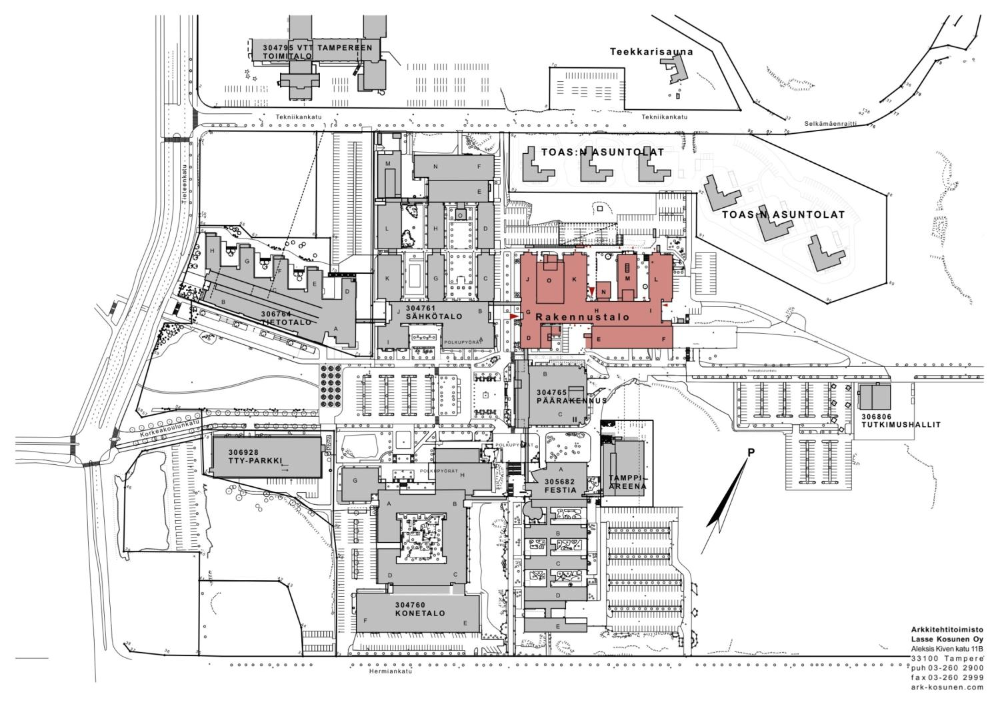 304795 VTT TAMPEREEN
TOIMITALO
Teekkarisauna
Tekniikankatu
Tekniikankatu
Selkämäenraitti
TOAS:N ASUNTOLAT
TOAS:N ASUNTOLAT
Tieteenkatu
M
N
F
E
L
H
O
D
K
G
C
J
304761
SÄHKÖTALO
B
I
A
POLKUPYÖRÄT
H
G
F
E
D
C
B
A
306764
TIETOTALO
J
O
K
M
N
L
G
H
I
Rakennustalo
D
E
F
Korkeakoulunkatu
B
304765
PÄÄRAKENNUS
C
306806
TUTKIMUSHALLIT
Korkeakoulunkatu
306928
TTY-PARKKI
POLKUPYÖRÄT
POLKUPYÖRÄT
G
H
A
B
D
C
304760
KONETALO
F
E
A
305682
FESTIA
B
C
D
E
TAMPPI-
AREENA
P
Hermiankatu
Arkkitehtitoimisto
Lasse Kosunen Oy
Aleksis Kiven katu 11B
33100 Tampere
puh 03-260 2900
fax 03-260 2999
ark-kosunen.com